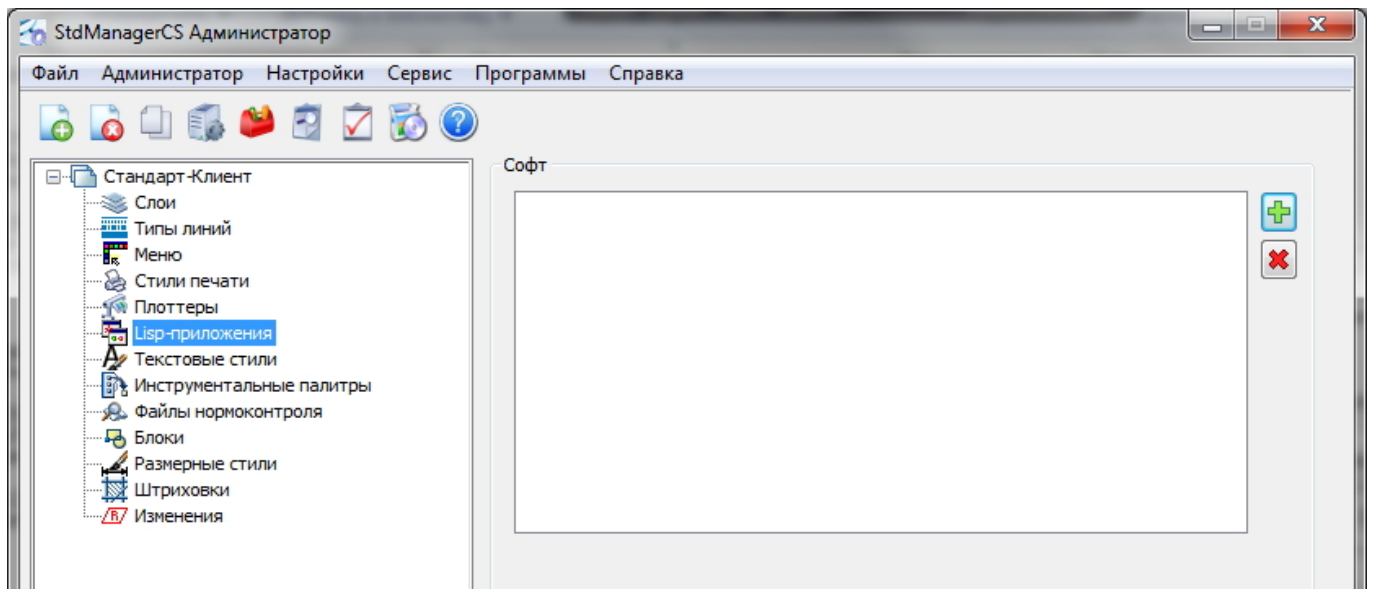 StdManagerCS Администратор
Файл Администратор Настройки Сервис Программы Справка
Стандарт-Клиент
Слои
Типы линий
Меню
Стили печати
Плоттеры
Lisp-приложения
Текстовые стили
Инструментальные палитры
Файлы нормоконтроля
Блоки
Размерные стили
Штриховки
Изменения
Софт